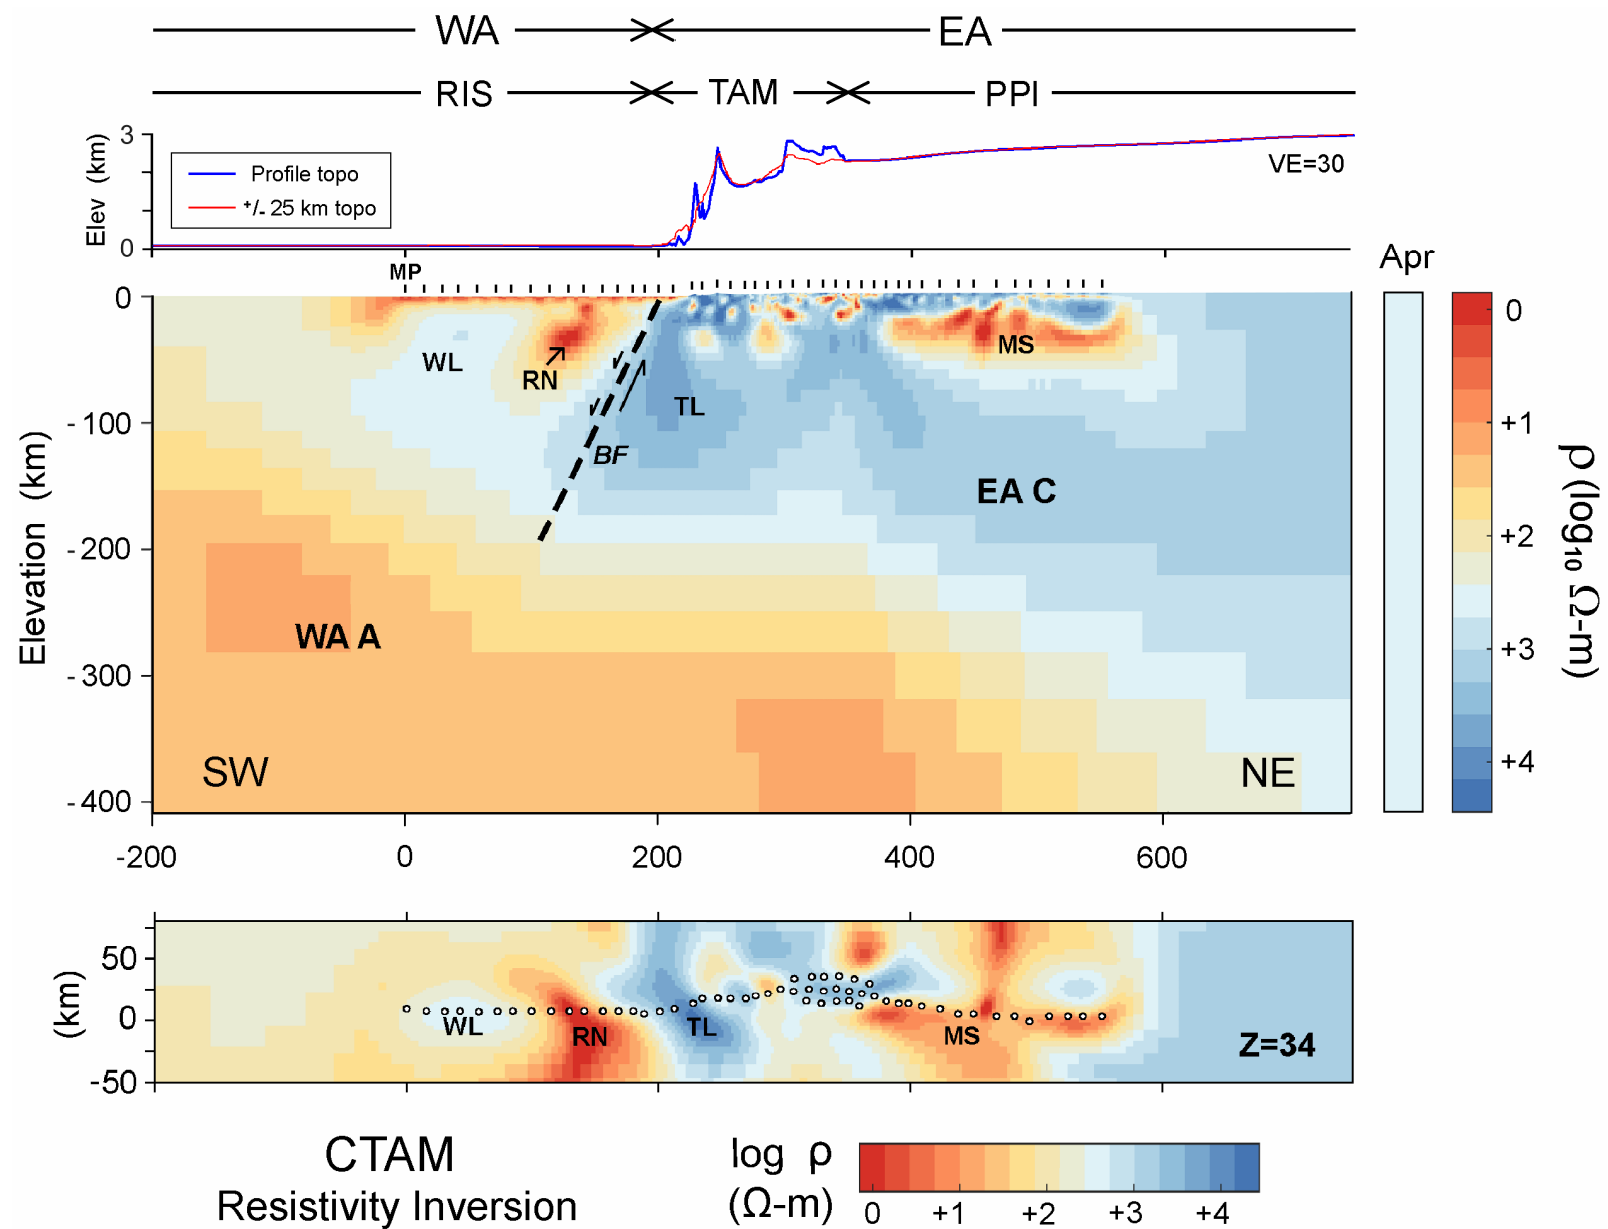 WA EA
RIS TAM PPI
Elev (km)
3
0
Profile topo
+/- 25 km topo
VE=30
MP
Apr
Elevation (km)
0
-100
-200
-300
-400
WL
RN
BF
TL
MS
EA C
WA A
SW
NE
-200 0 200 400 600
0
+1
+2
+3
+4
ρ (log10 Ω-m)
(km)
50
0
-50
WL
RN
TL
MS
Z=34
CTAM
Resistivity Inversion
log ρ
(Ω-m)
0 +1 +2 +3 +4